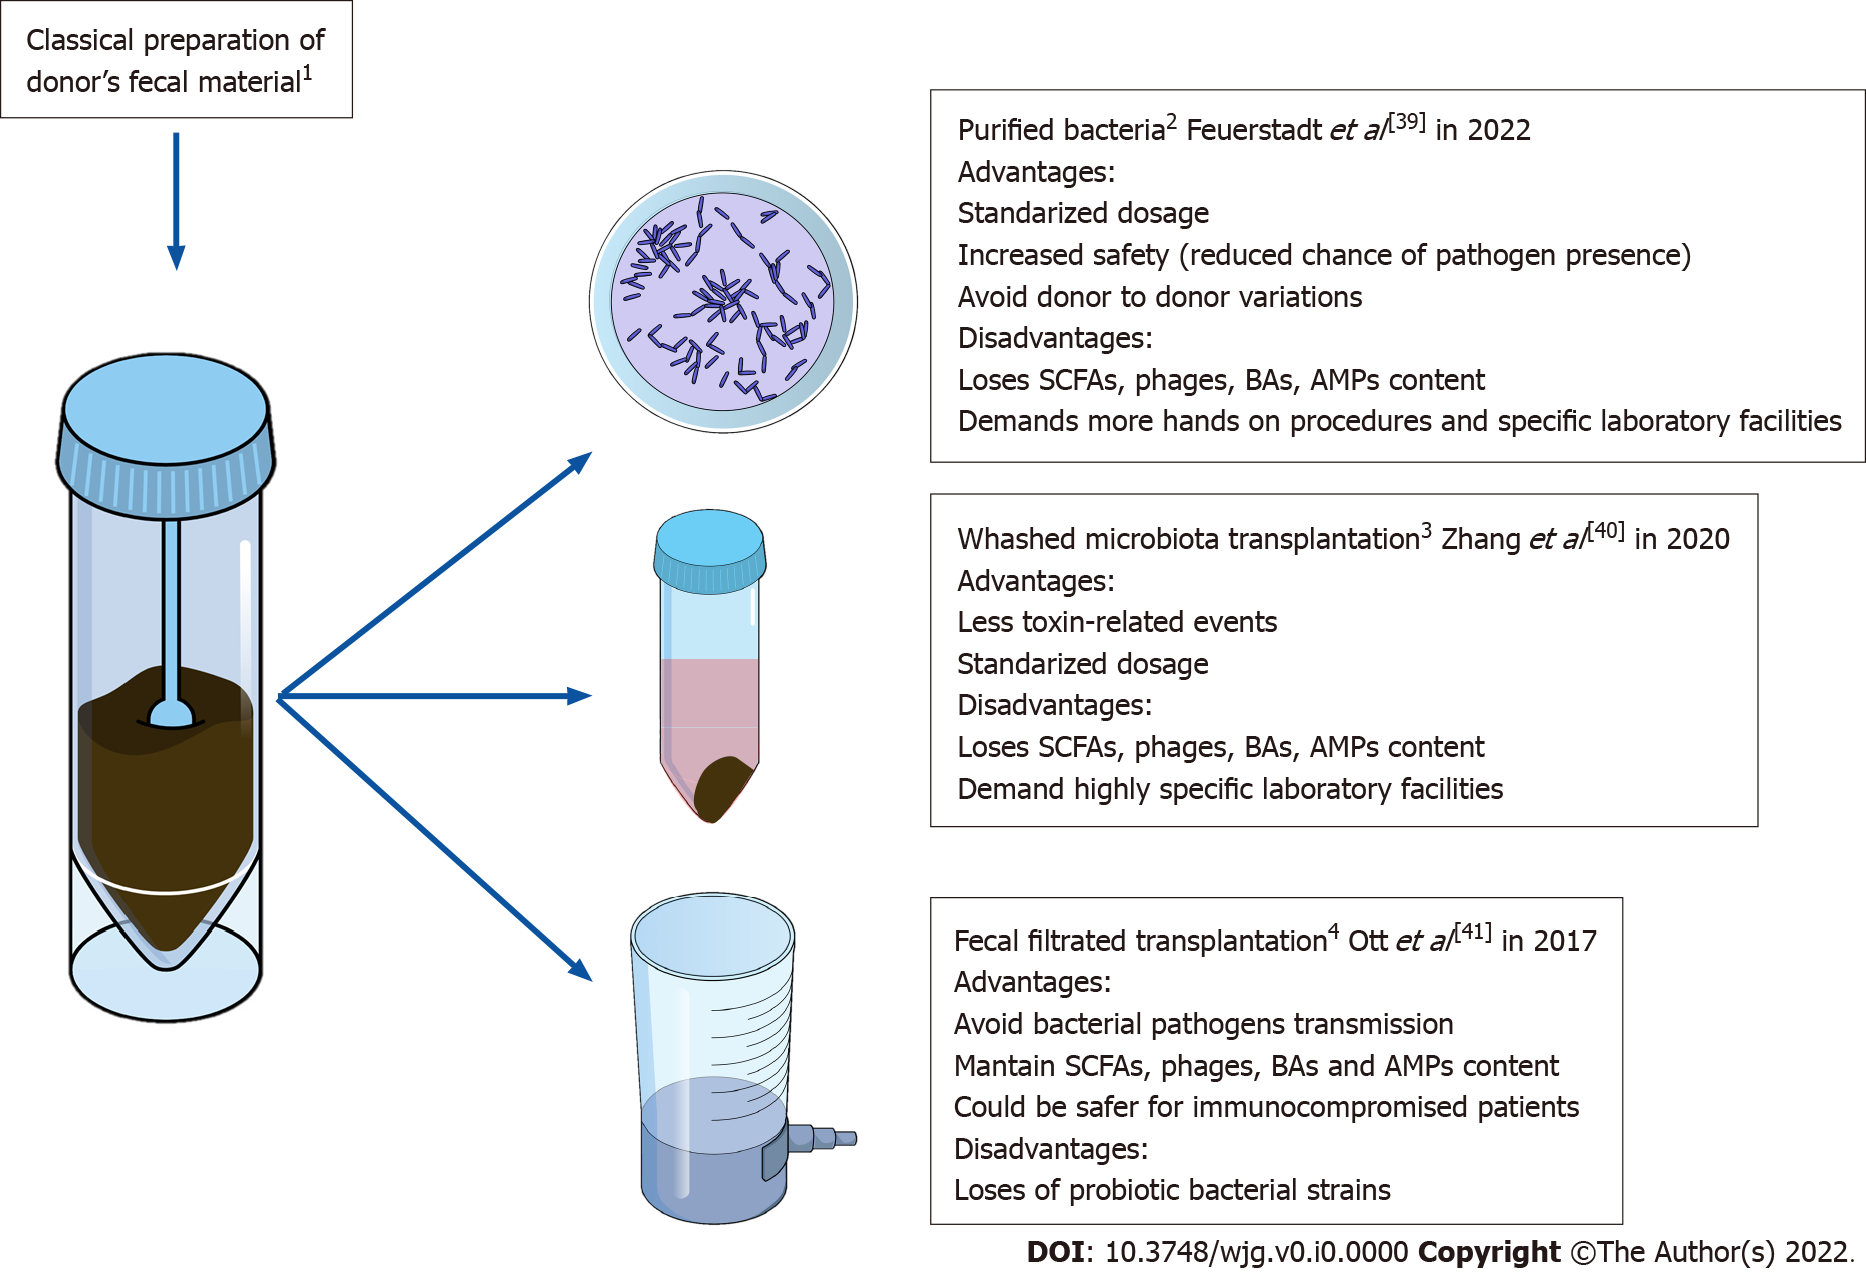 Classical preparation of
donor’s fecal material1
Purified bacteria2 Feuerstadt et al[39] in 2022
Advantages:
Standarized dosage
Increased safety (reduced chance of pathogen presence)
Avoid donor to donor variations
Disadvantages:
Loses SCFAs, phages, BAs, AMPs content
Demands more hands on procedures and specific laboratory facilities
Whashed microbiota transplantation3 Zhang et al[40] in 2020
Advantages:
Less toxin-related events
Standarized dosage
Disadvantages:
Loses SCFAs, phages, BAs, AMPs content
Demand highly specific laboratory facilities
Fecal filtrated transplantation4 Ott et al[41] in 2017
Advantages:
Avoid bacterial pathogens transmission
Mantain SCFAs, phages, BAs and AMPs content
Could be safer for immunocompromised patients
Disadvantages:
Loses of probiotic bacterial strains
DOI: 10.3748/wjg.v0.i0.0000 Copyright ©The Author(s) 2022.